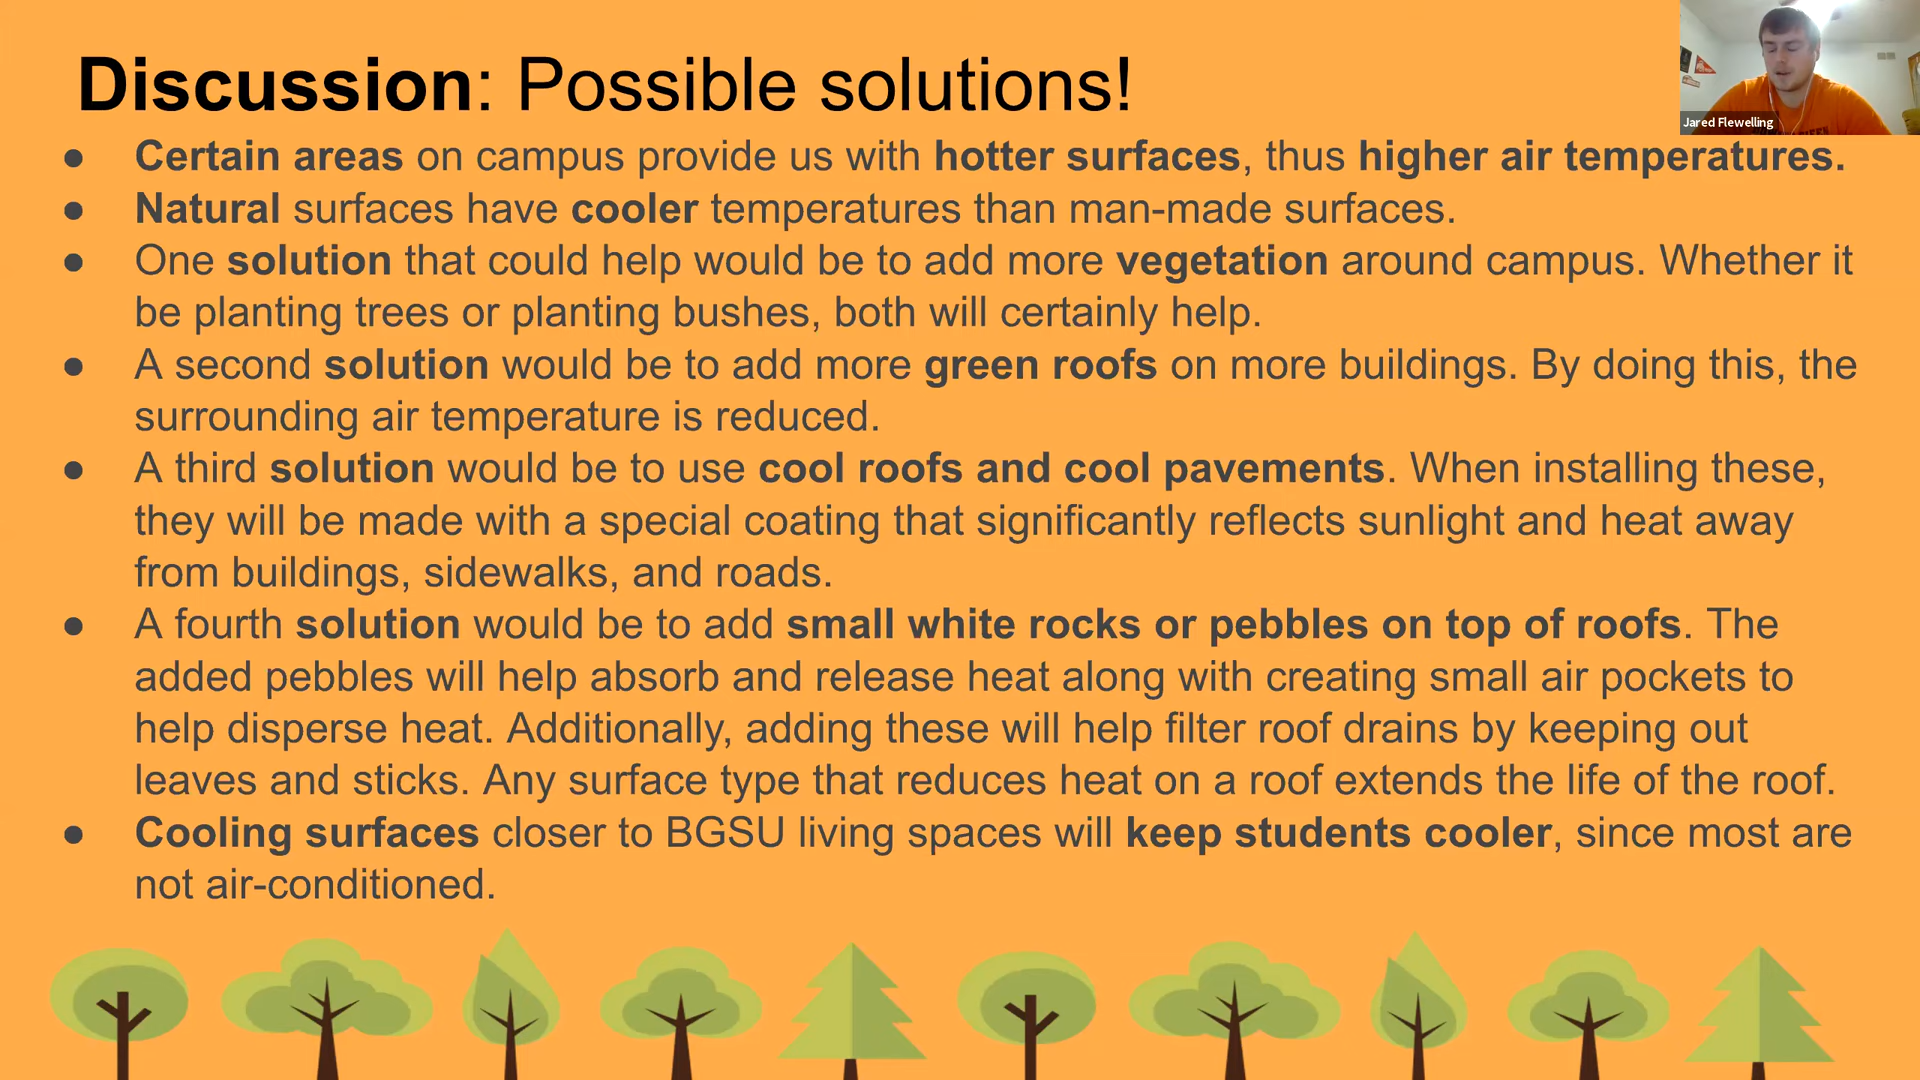 Discussion: Possible solutions!
Jared Flewelling
● Certain areas on campus provide us with hotter surfaces, thus higher air temperatures.
● Natural surfaces have cooler temperatures than man-made surfaces.
● One solution that could help would be to add more vegetation around campus. Whether it
be planting trees or planting bushes, both will certainly help.
● A second solution would be to add more green roofs on more buildings. By doing this, the
surrounding air temperature is reduced.
● A third solution would be to use cool roofs and cool pavements. When installing these,
they will be made with a special coating that significantly reflects sunlight and heat away
from buildings, sidewalks, and roads.
● A fourth solution would be to add small white rocks or pebbles on top of roofs. The
added pebbles will help absorb and release heat along with creating small air pockets to
help disperse heat. Additionally, adding these will help filter roof drains by keeping out
leaves and sticks. Any surface type that reduces heat on a roof extends the life of the roof.
● Cooling surfaces closer to BGSU living spaces will keep students cooler, since most are
not air-conditioned.